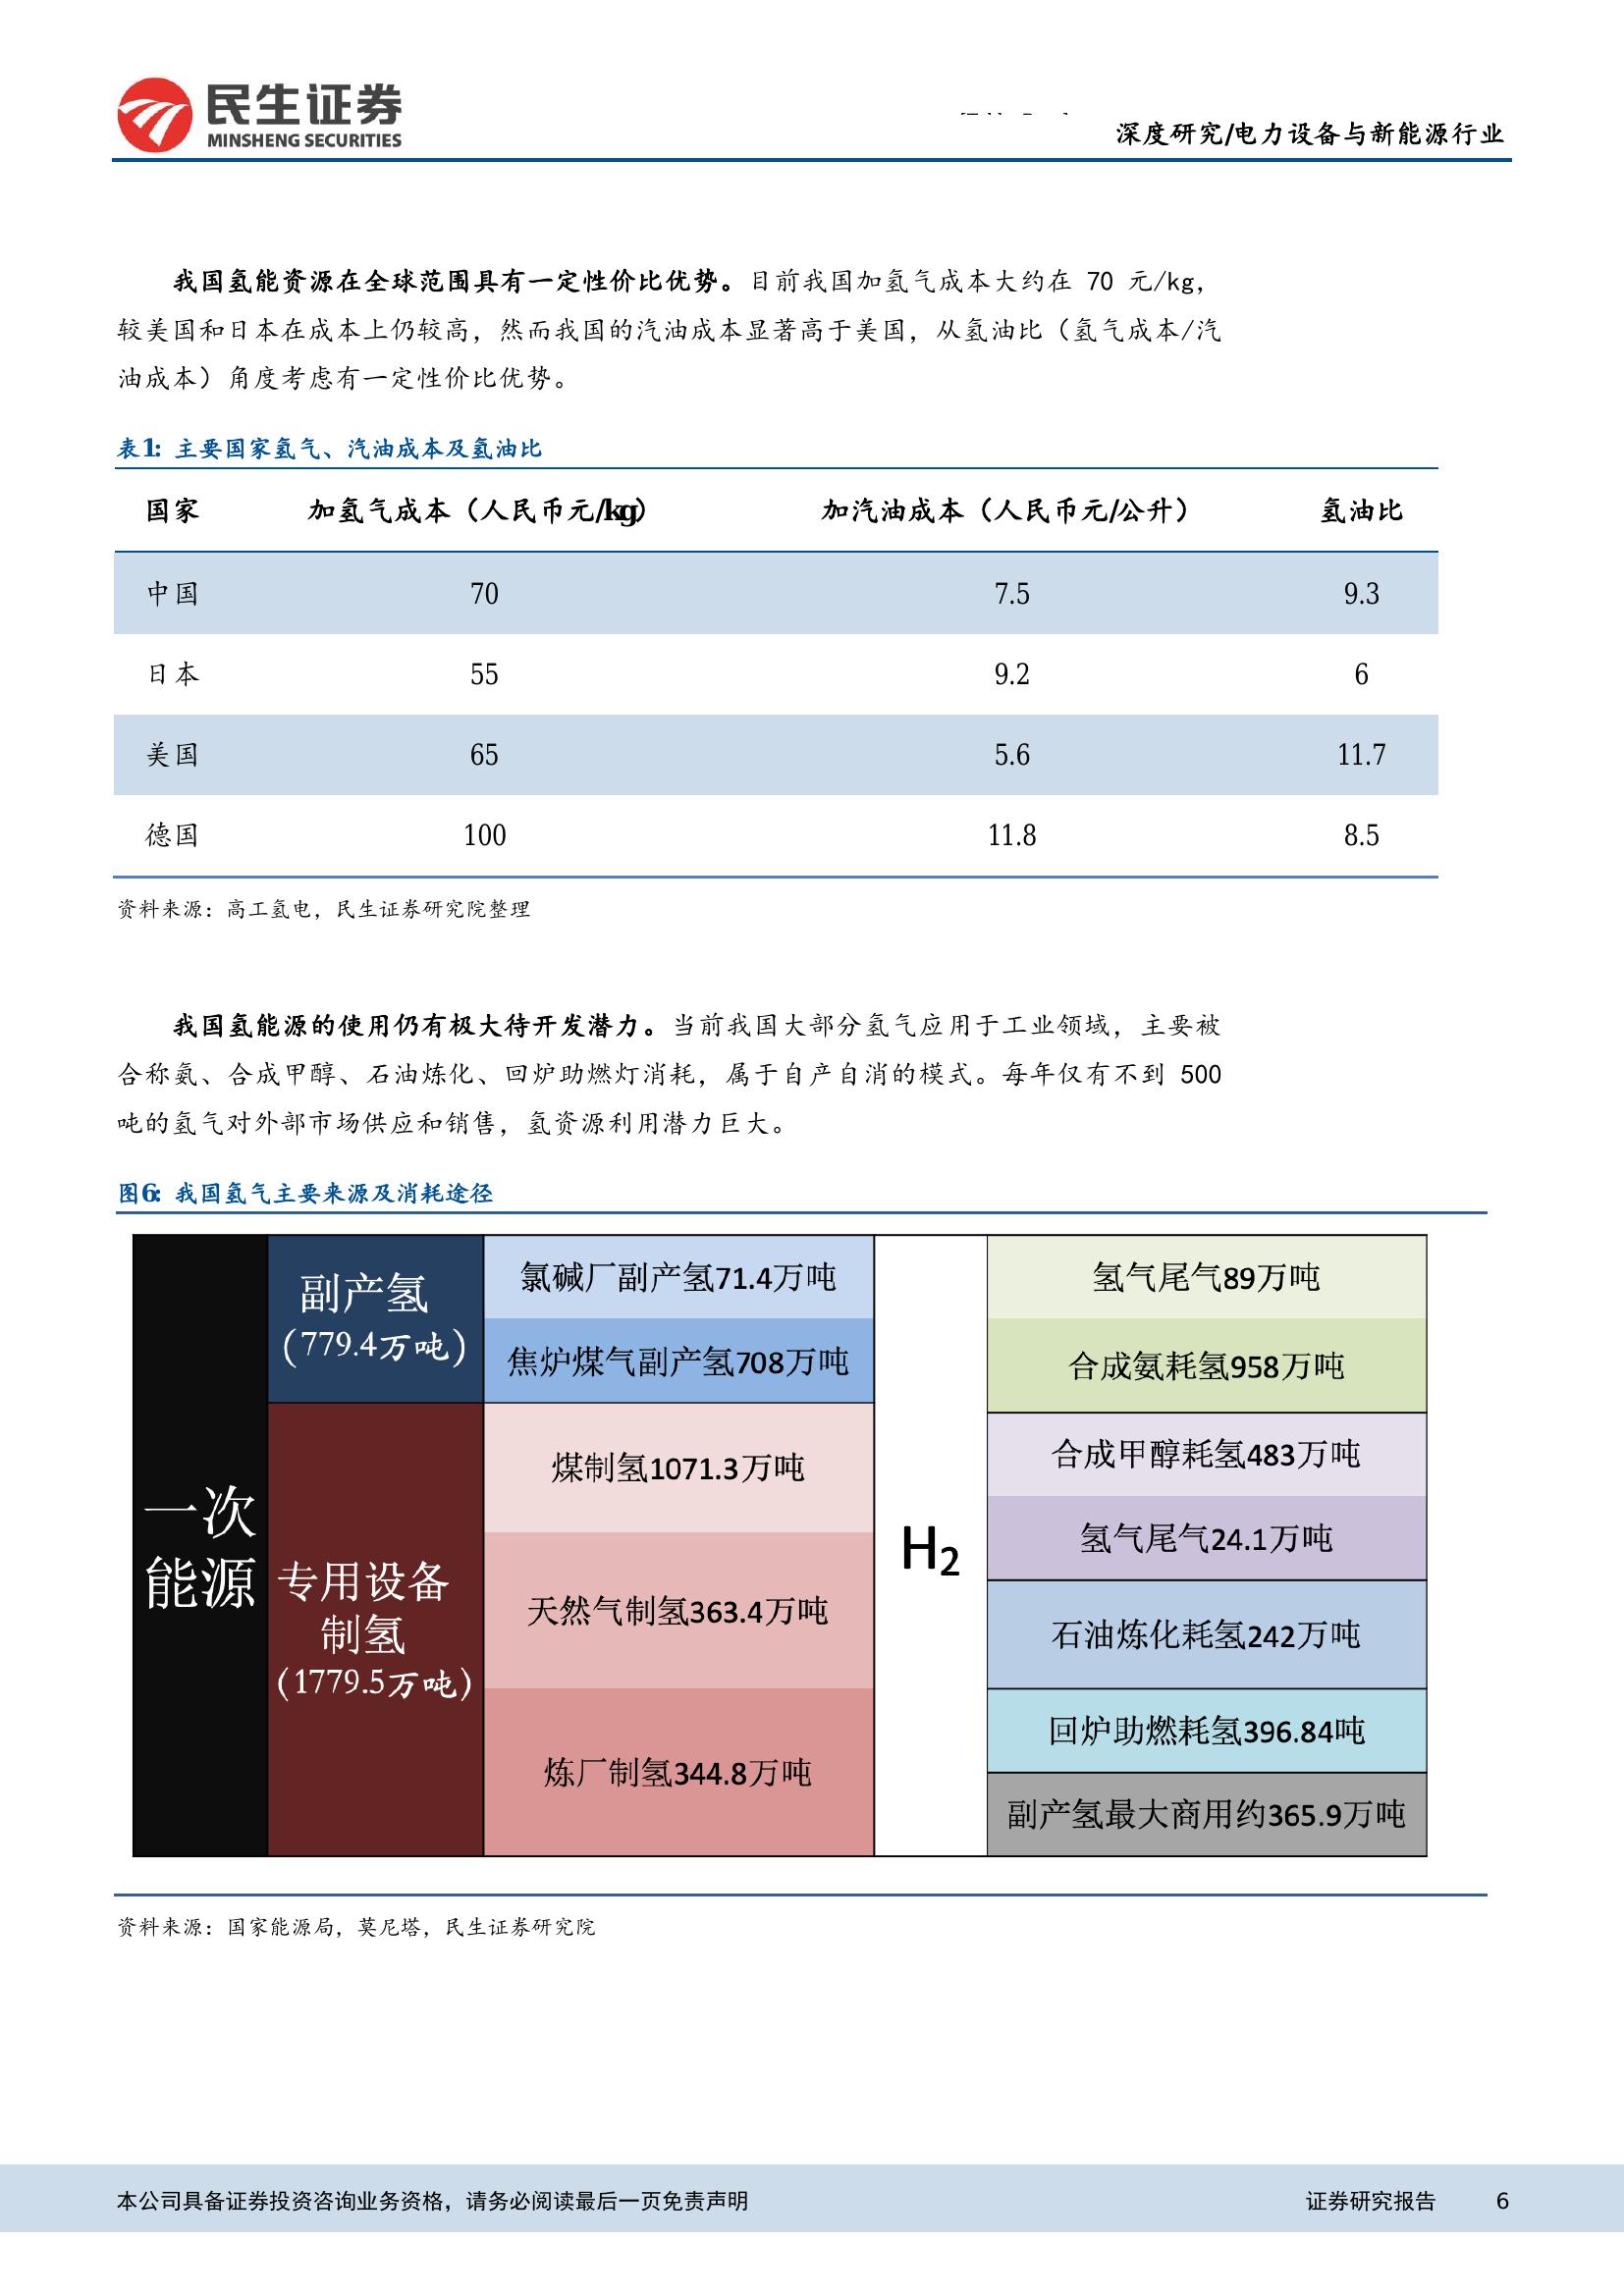 民生证券
MINSHENG SECURITIES
深度研究/电力设备与新能源行业
我国氢能资源在全球范围具有一定性价比优势。目前我国加氢气成本大约在 70 元/kg，
较美国和日本在成本上仍较高，然而我国的汽油成本显著高于美国，从氢油比（氢气成本/汽
油成本）角度考虑有一定性价比优势。
表1: 主要国家氢气、汽油成本及氢油比
国家 加氢气成本（人民币元/kg） 加汽油成本（人民币元/公升） 氢油比
中国 70 7.5 9.3
日本 55 9.2 6
美国 65 5.6 11.7
德国 100 11.8 8.5
资料来源：高工氢电，民生证券研究院整理
我国氢能源的使用仍有极大待开发潜力。当前我国大部分氢气应用于工业领域，主要被
合称氨、合成甲醇、石油炼化、回炉助燃灯消耗，属于自产自消的模式。每年仅有不到 500
吨的氢气对外部市场供应和销售，氢资源利用潜力巨大。
图6: 我国氢气主要来源及消耗途径
一次
能源
副产氢
（779.4万吨）
专用设备
制氢
（1779.5万吨）
氯碱厂副产氢71.4万吨
焦炉煤气副产氢708万吨
煤制氢1071.3万吨
天然气制氢363.4万吨
炼厂制氢344.8万吨
H2
氢气尾气89万吨
合成氨耗氢958万吨
合成甲醇耗氢483万吨
氢气尾气24.1万吨
石油炼化耗氢242万吨
回炉助燃耗氢396.84吨
副产氢最大商用约365.9万吨
资料来源：国家能源局，莫尼塔，民生证券研究院
本公司具备证券投资咨询业务资格，请务必阅读最后一页免责声明 证券研究报告 6